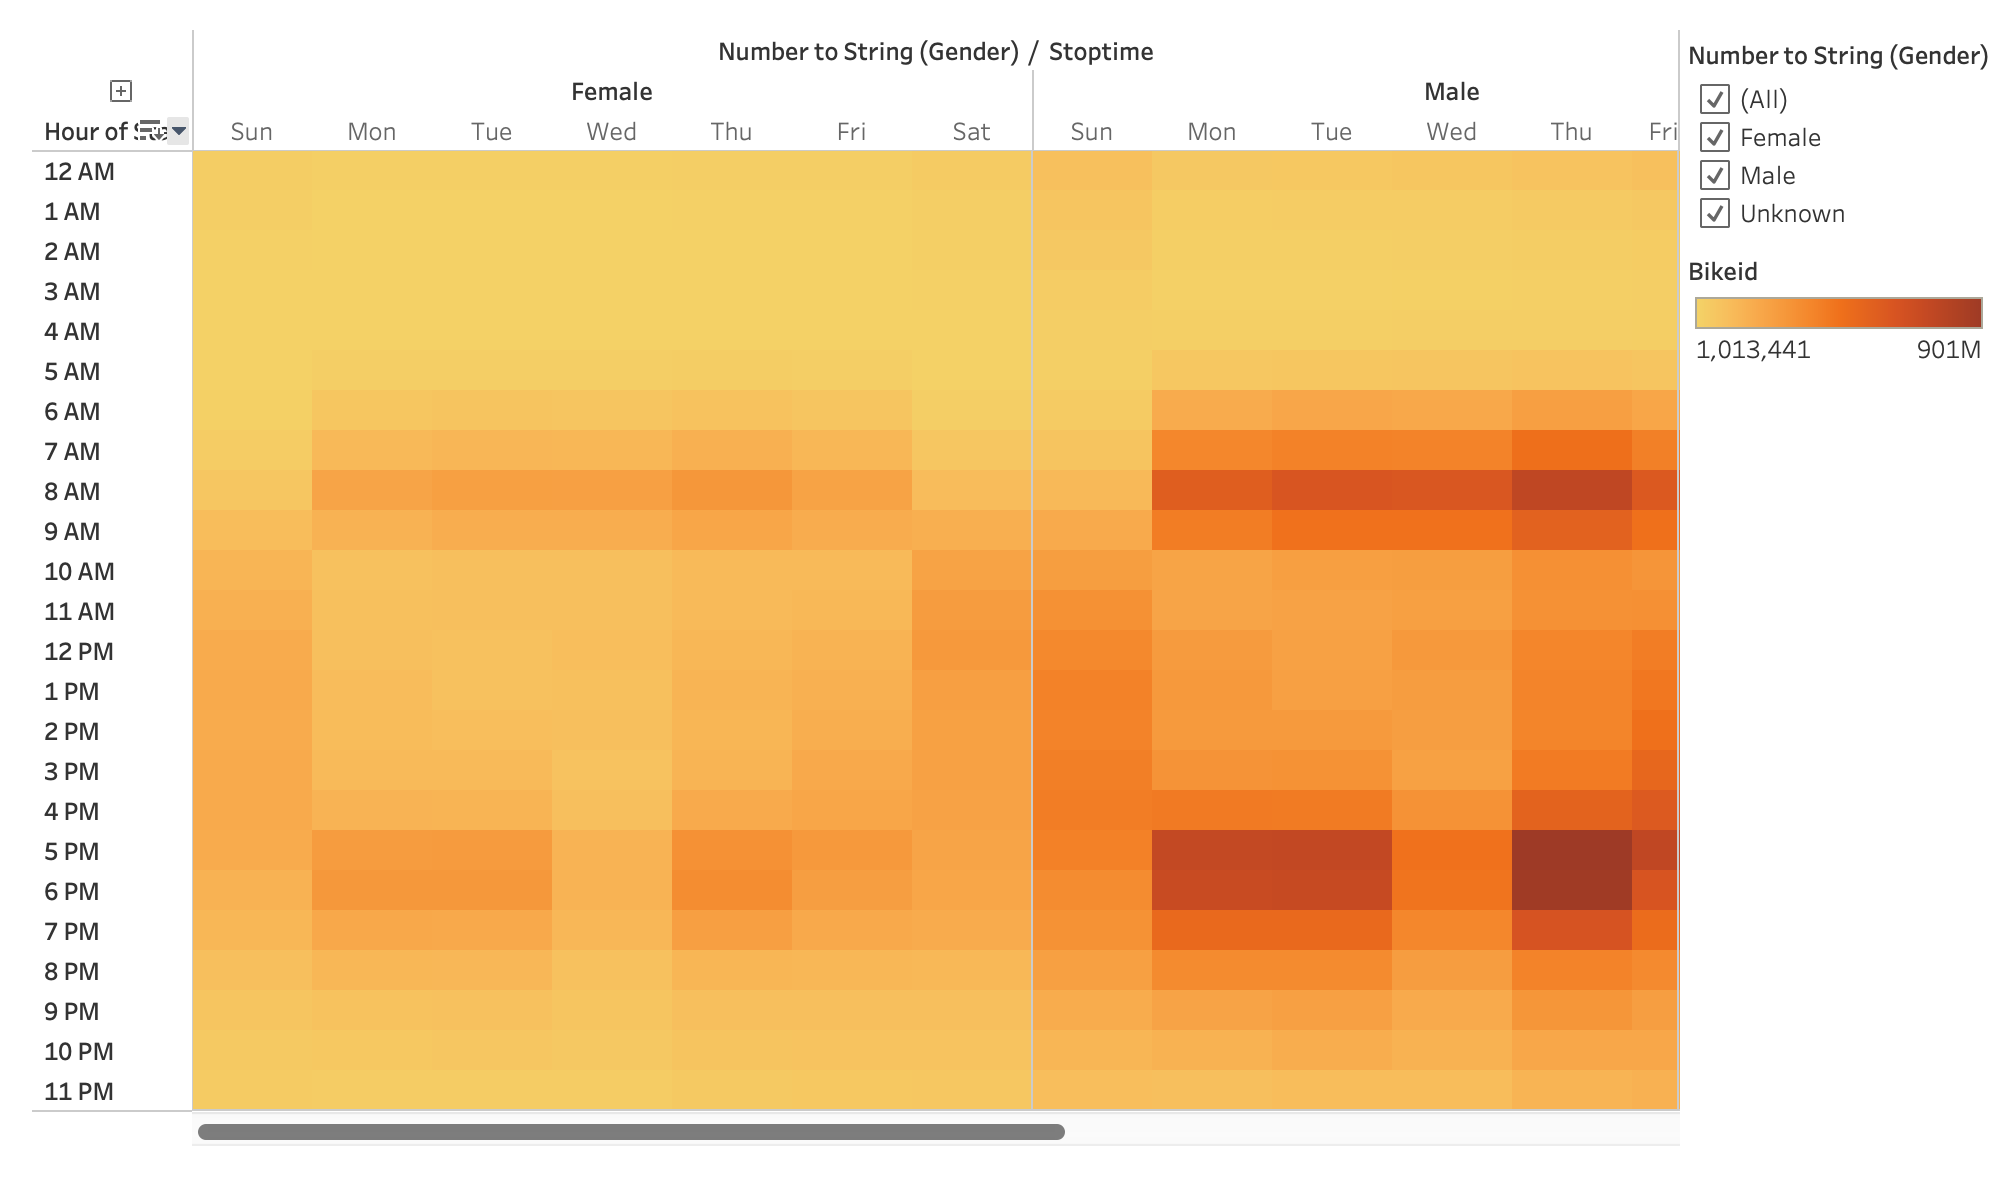 Number to String (Gender) / Stoptime
Female Male
Hour of
Sun Mon Tue Wed Thu Fri Sat Sun Mon Tue Wed Thu Fri
12 AM
1 AM
2 AM
3 AM
4 AM
5 AM
6 AM
7 AM
8 AM
9 AM
10 AM
11 AM
12 PM
1 PM
2 PM
3 PM
4 PM
5 PM
6 PM
7 PM
8 PM
9 PM
10 PM
11 PM
Number to String (Gender)
(All)
Female
Male
Unknown
Bikeid
1,013,441 901M